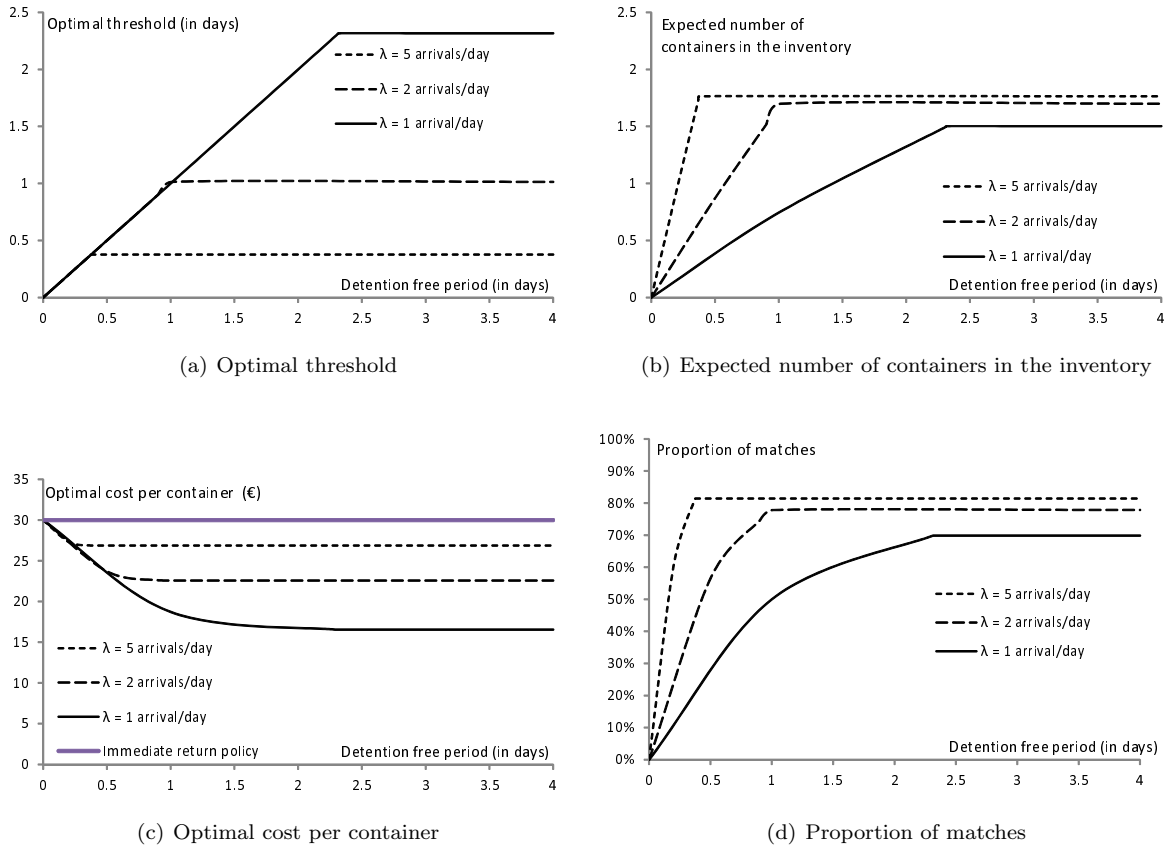 Optimal threshold (in days)
2.5
2
1.5
1
0.5
0
λ = 5 arrivals/day
λ = 2 arrivals/day
λ = 1 arrival/day
Detention free period (in days)
0 0.5 1 1.5 2 2.5 3 3.5 4
(a) Optimal threshold
Expected number of
containers in the inventory
2.5
2
1.5
1
0.5
0
λ = 5 arrivals/day
λ = 2 arrivals/day
λ = 1 arrival/day
Detention free period (in days)
0 0.5 1 1.5 2 2.5 3 3.5 4
(b) Expected number of containers in the inventory
35
Optimal cost per container (€)
30
25
20
15
10
5
0
λ = 5 arrivals/day
λ = 2 arrivals/day
λ = 1 arrival/day
Immediate return policy
Detention free period (in days)
0 0.5 1 1.5 2 2.5 3 3.5 4
(c) Optimal cost per container
100%
Proportion of matches
90%
80%
70%
60%
50%
40%
30%
20%
10%
0%
λ = 5 arrivals/day
λ = 2 arrivals/day
λ = 1 arrival/day
Detention free period (in days)
0 0.5 1 1.5 2 2.5 3 3.5 4
(d) Proportion of matches